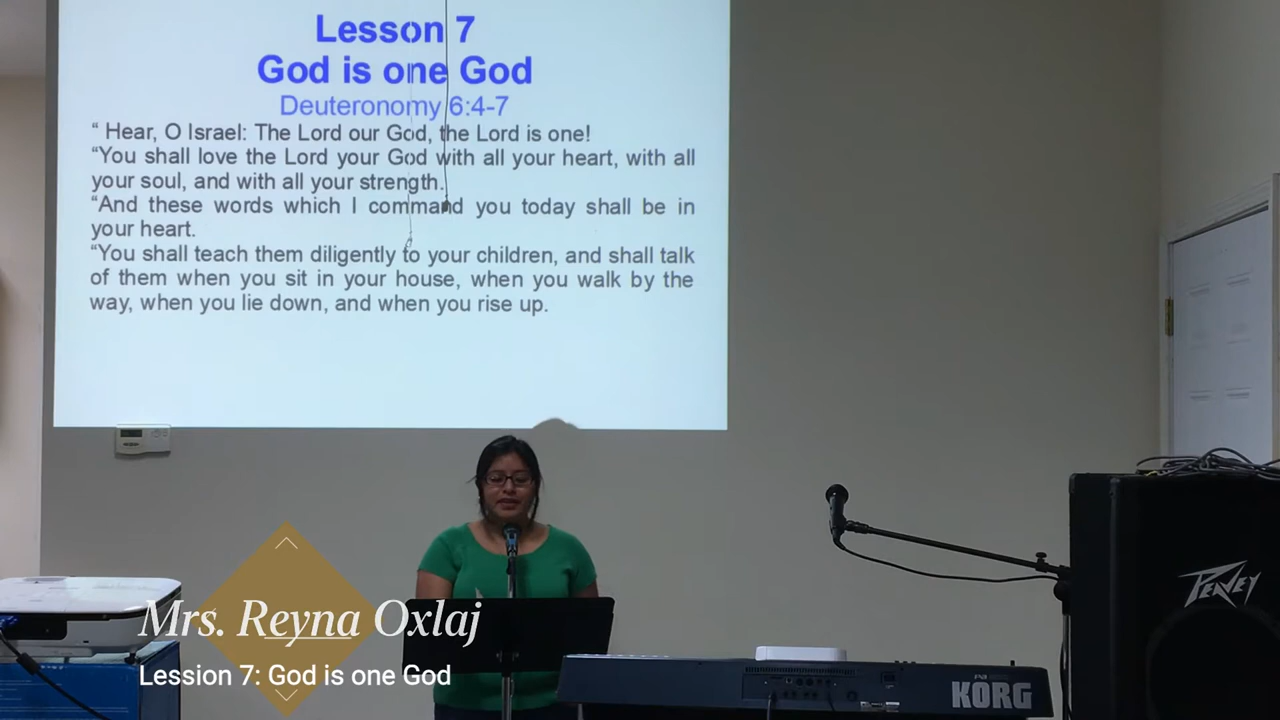 Lesson 7
God is one God
Deuteronomy 6:4-7
“ Hear, O Israel: The Lord our God, the Lord is one!
“You shall love the Lord your God with all your heart, with all
your soul, and with all your strength.
“And these words which I command you today shall be in
your heart.
“You shall teach them diligently to your children, and shall talk
of them when you sit in your house, when you walk by the
way, when you lie down, and when you rise up.
PEAVEY
Mrs. Reyna Oxlaj
Lession 7: God is one God
KORG